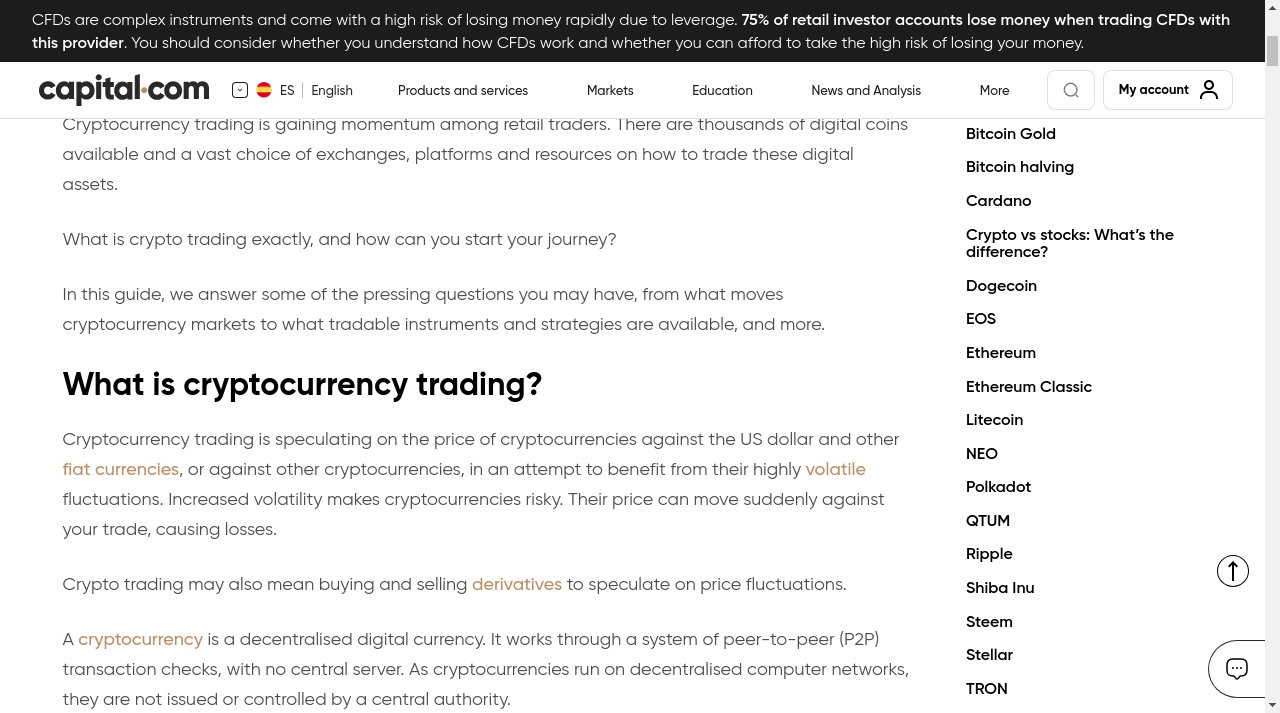 CFDs are complex instruments and come with a high risk of losing money rapidly due to leverage. 75% of retail investor accounts lose money when trading CFDs with
this provider. You should consider whether you understand how CFDs work and whether you can afford to take the high risk of losing your money.
capital.com
ES
English
Products and services
Markets
Education
News and Analysis
More
My account
Cryptocurrency trading is gaining momentum among retail traders. There are thousands of digital coins
available and a vast choice of exchanges, platforms and resources on how to trade these digital
assets.
What is crypto trading exactly, and how can you start your journey?
In this guide, we answer some of the pressing questions you may have, from what moves
cryptocurrency markets to what tradable instruments and strategies are available, and more.
What is cryptocurrency trading?
Cryptocurrency trading is speculating on the price of cryptocurrencies against the US dollar and other
fiat currencies, or against other cryptocurrencies, in an attempt to benefit from their highly volatile
fluctuations. Increased volatility makes cryptocurrencies risky. Their price can move suddenly against
your trade, causing losses.
Crypto trading may also mean buying and selling derivatives to speculate on price fluctuations.
A cryptocurrency is a decentralised digital currency. It works through a system of peer-to-peer (P2P)
transaction checks, with no central server. As cryptocurrencies run on decentralised computer networks,
they are not issued or controlled by a central authority.
Bitcoin Gold
Bitcoin halving
Cardano
Crypto vs stocks: What’s the
difference?
Dogecoin
EOS
Ethereum
Ethereum Classic
Litecoin
NEO
Polkadot
QTUM
Ripple
Shiba Inu
Steem
Stellar
TRON